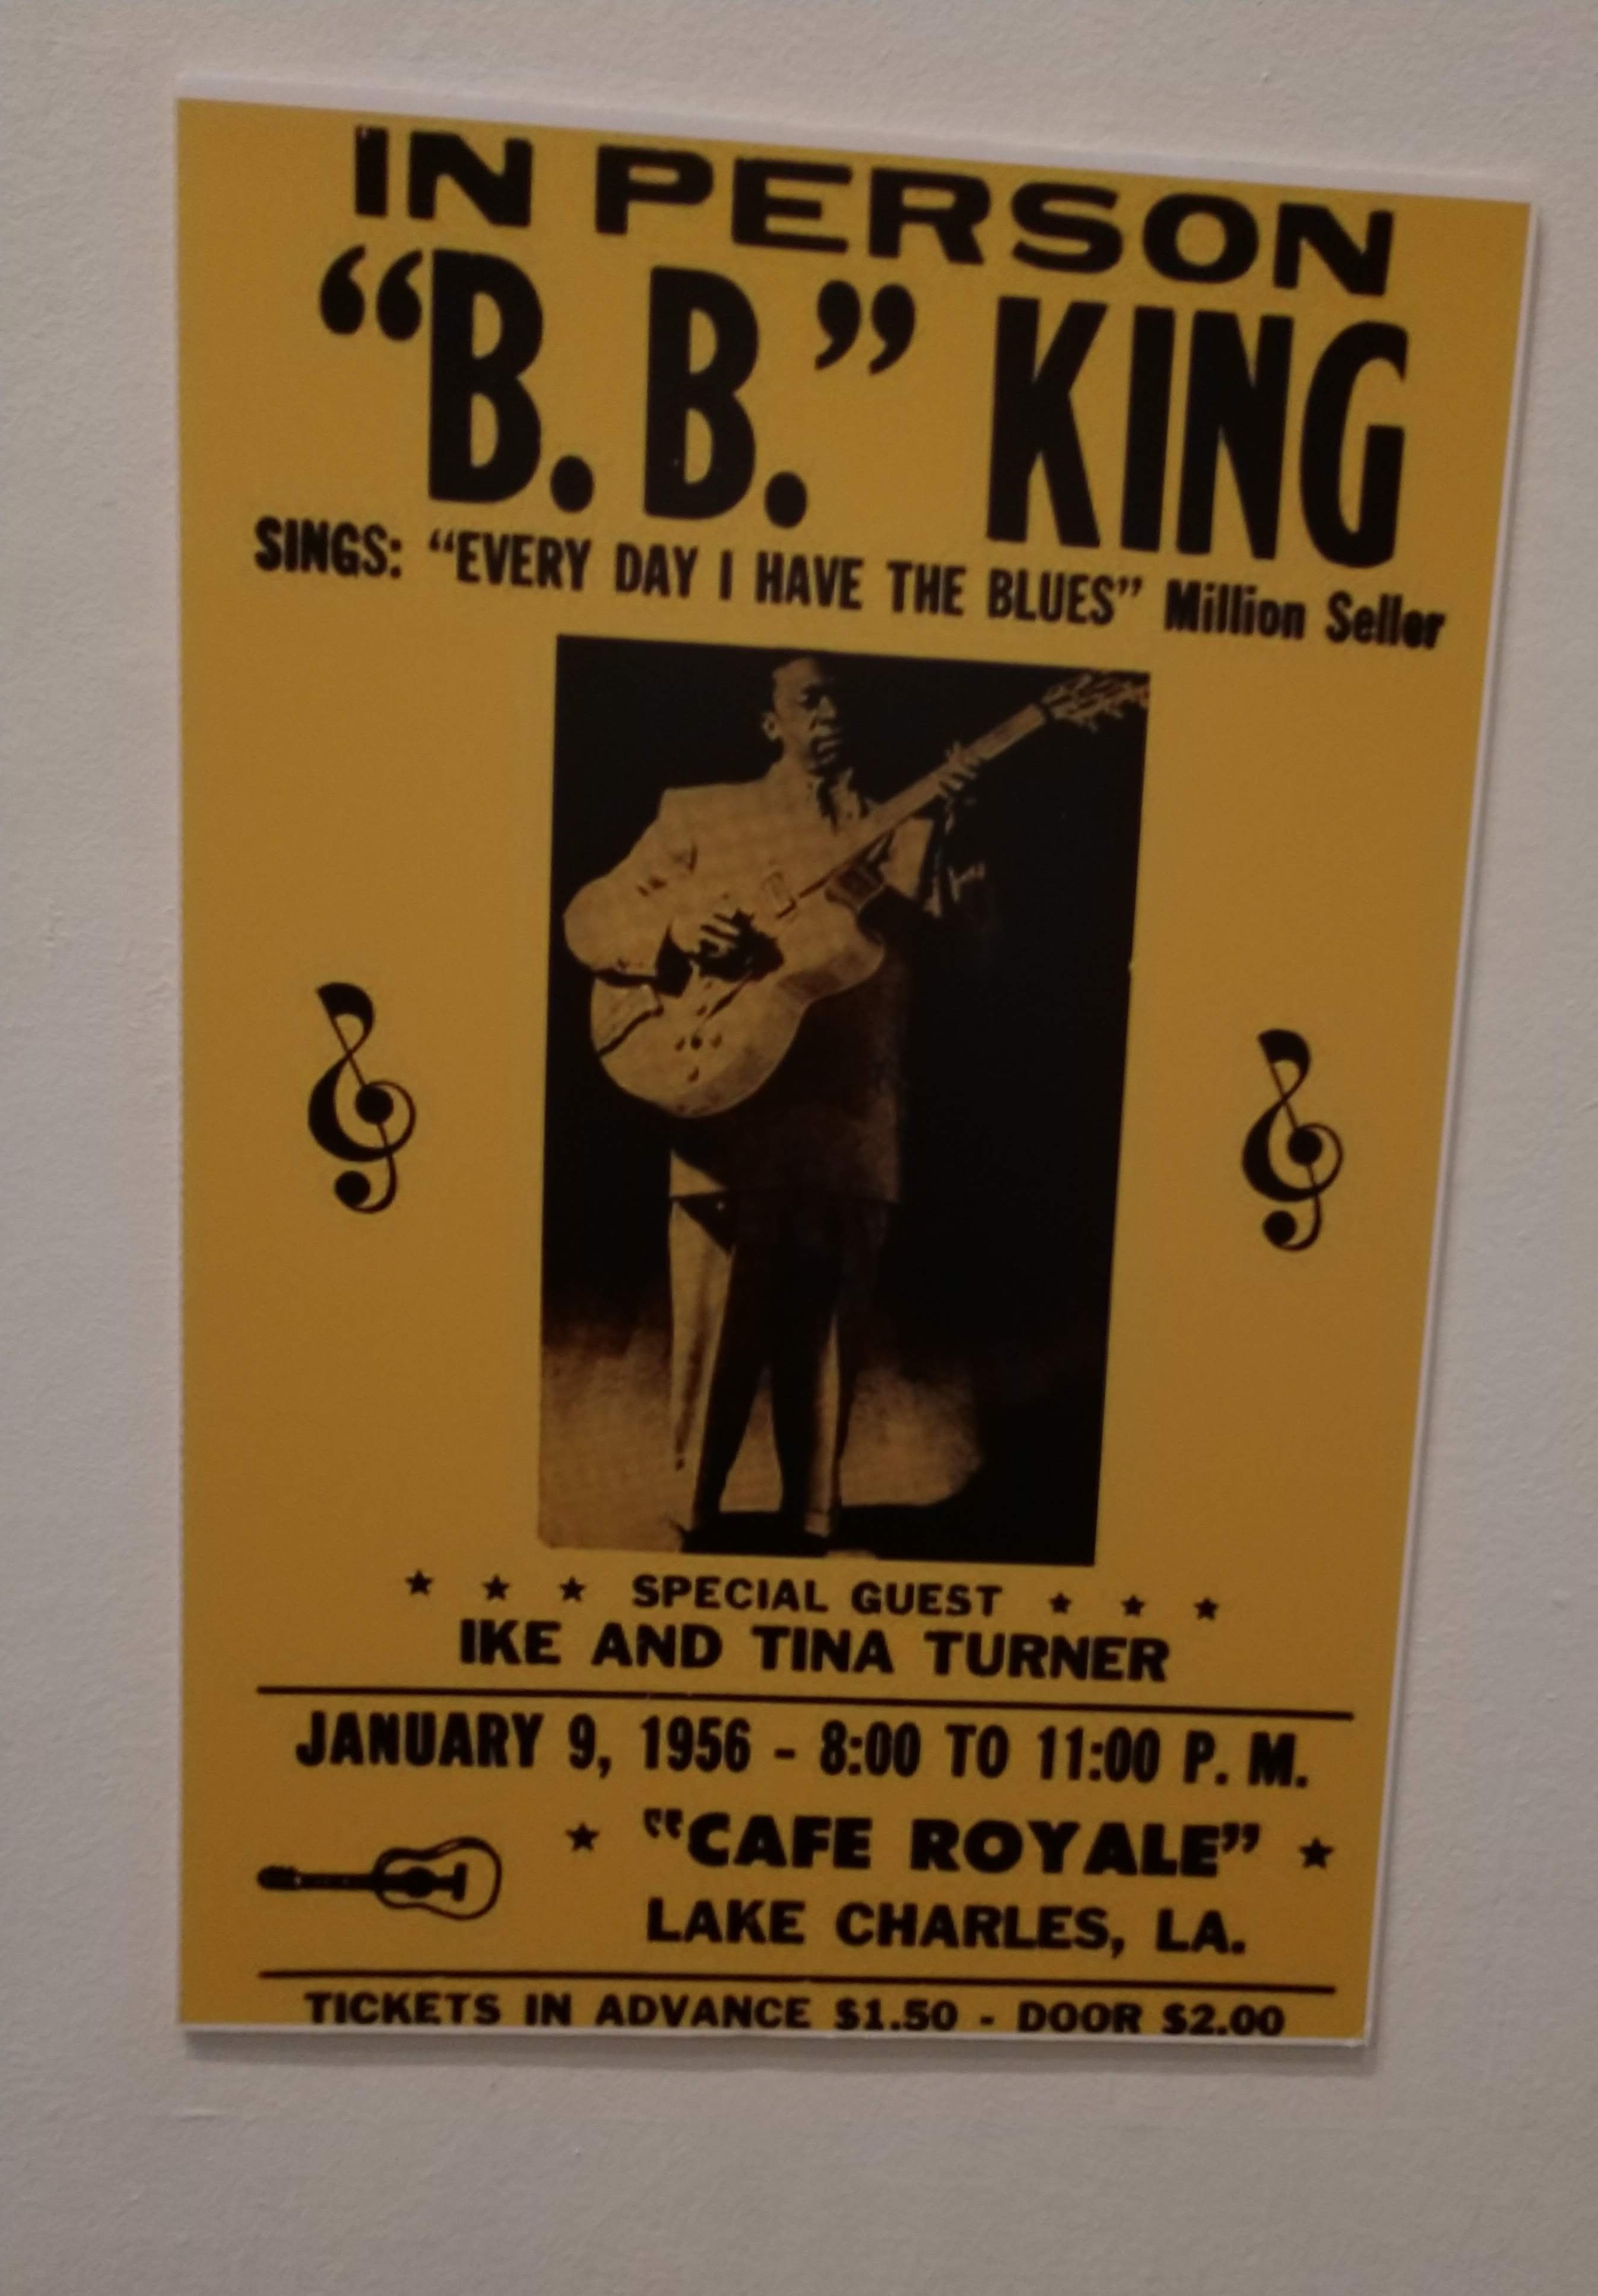 IN PERSON
“B.B.” KING
SINGS: “EVERY DAY I HAVE THE BLUES” Million Seller
SPECIAL GUEST
IKE AND TINA TURNER
JANUARY 9, 1956 - 8:00 TO 11:00 P. M.
"CAFE ROYALE”
LAKE CHARLES, LA.
TICKETS IN ADVANCE $1.50 - DOOR $2.00